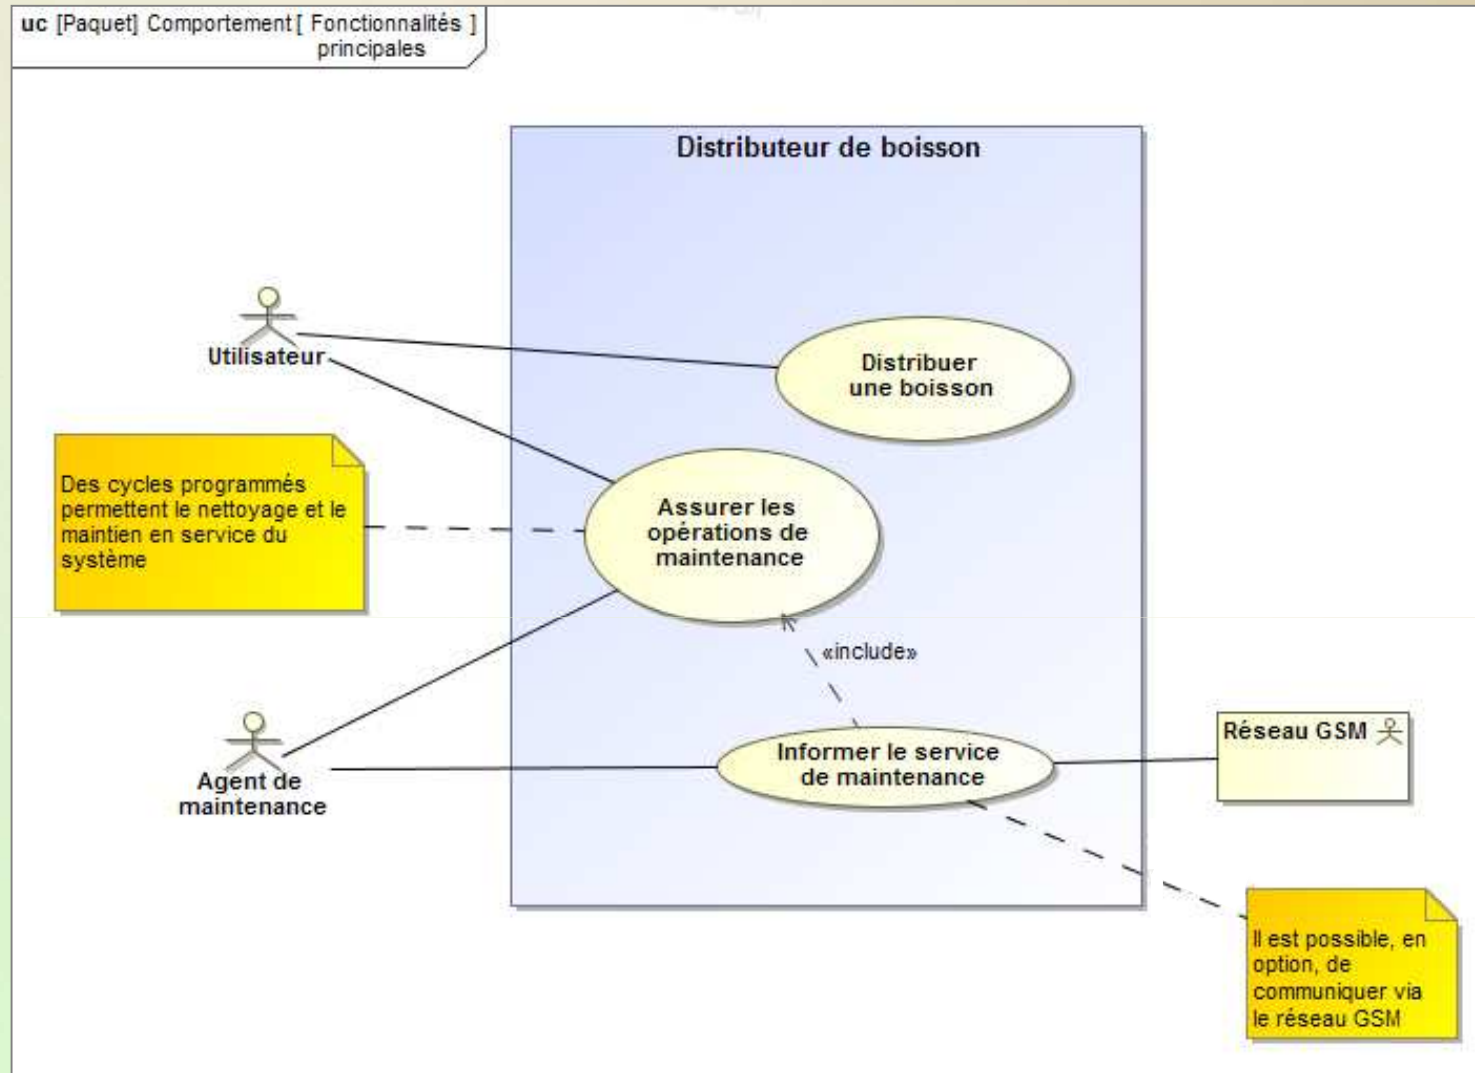 uc [Paquet] Comportement [ Fonctionnalités ]
principales
Distributeur de boisson
Utilisateur
Distribuer
une boisson
Des cycles programmés
permettent le nettoyage et le
maintien en service du
système
Assurer les
opérations de
maintenance
«include»
Agent de
maintenance
Informer le service
de maintenance
Réseau GSM
Il est possible, en
option, de
communiquer via
le réseau GSM